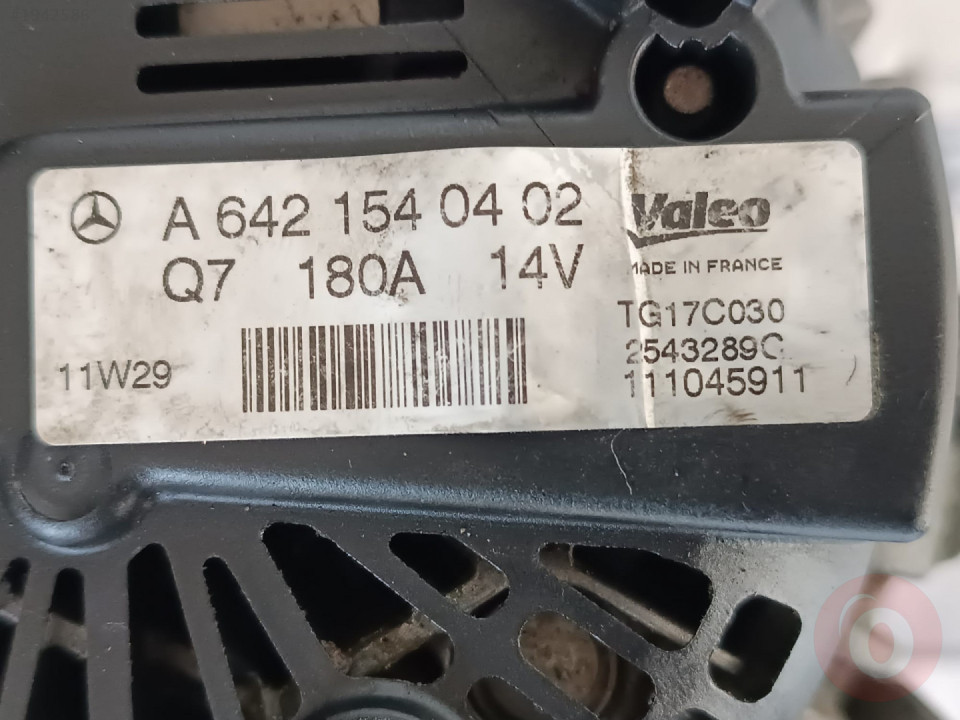 A 642 154 04 02
Q7 180A 14V
11W29
Valeo
MADE IN FRANCE
TG17C030
2543289C
111045911